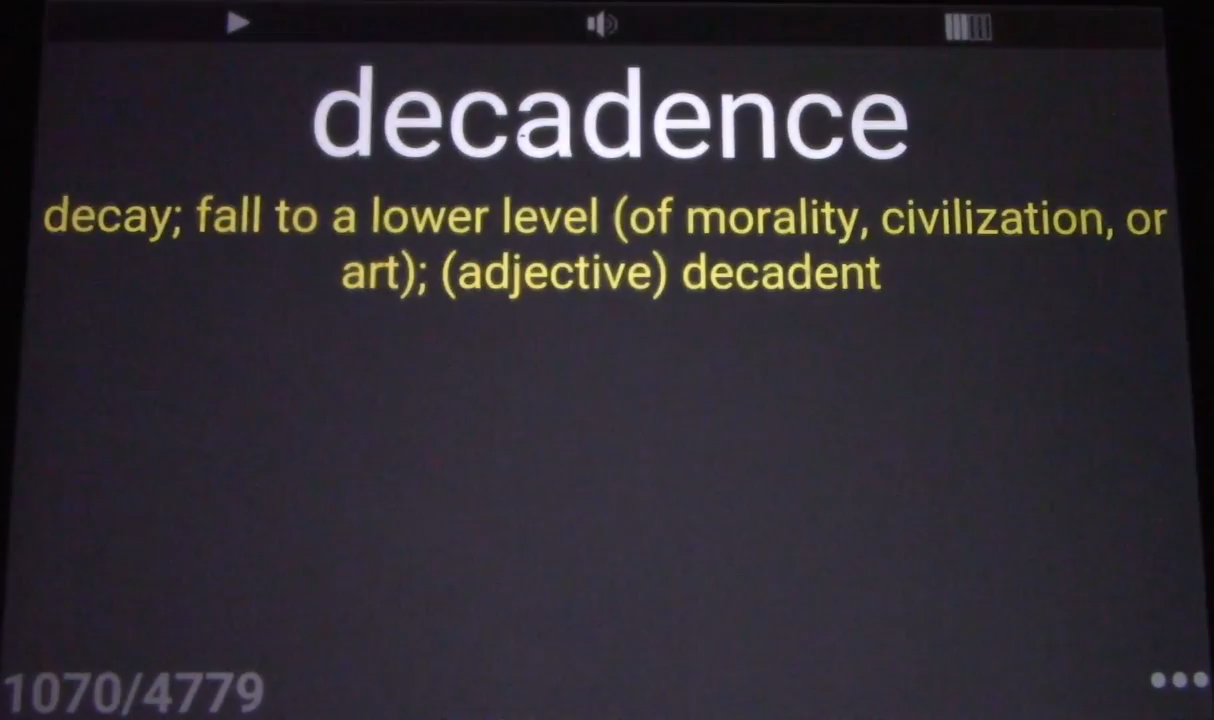 decadence
decay; fall to a lower level (of morality, civilization, or
art); (adjective) decadent
1070/4779